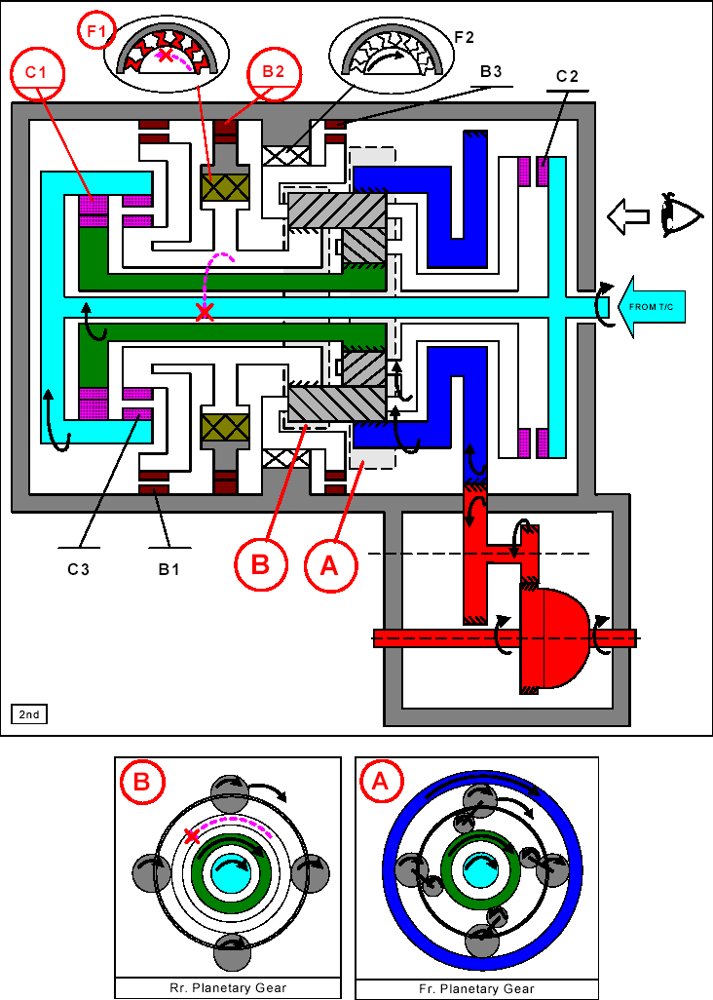 F1
F2
C1
B2
B3
C2
FROM T/C
B
A
C3
B1
2nd
B
A
Rr. Planetary Gear
Fr. Planetary Gear